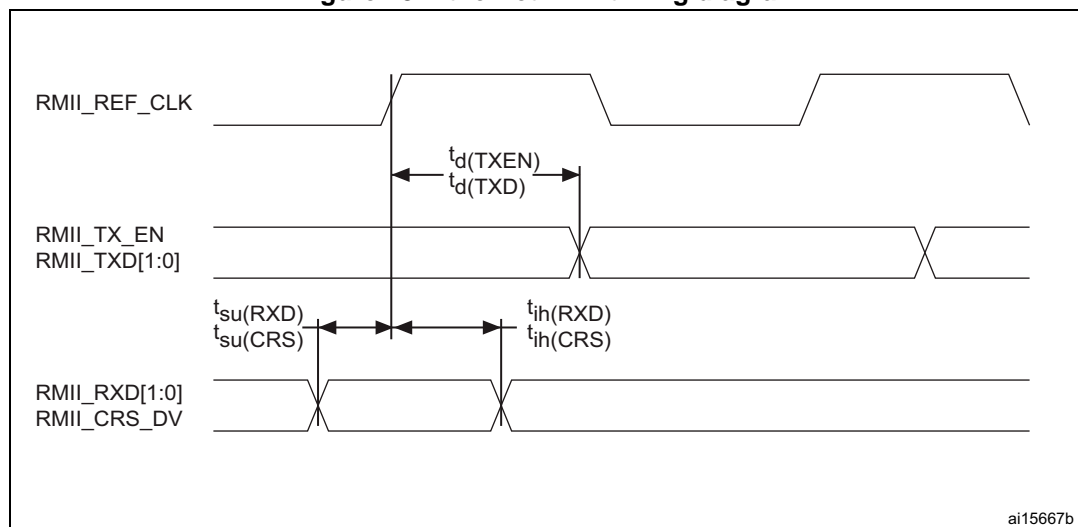 RMII_REF_CLK
td(TXEN)
td(TXD)
RMII_TX_EN
RMII_TXD[1:0]
tsu(RXD)
tsu(CRS)
tih(RXD)
tih(CRS)
RMII_RXD[1:0]
RMII_CRS_DV
ai15667b